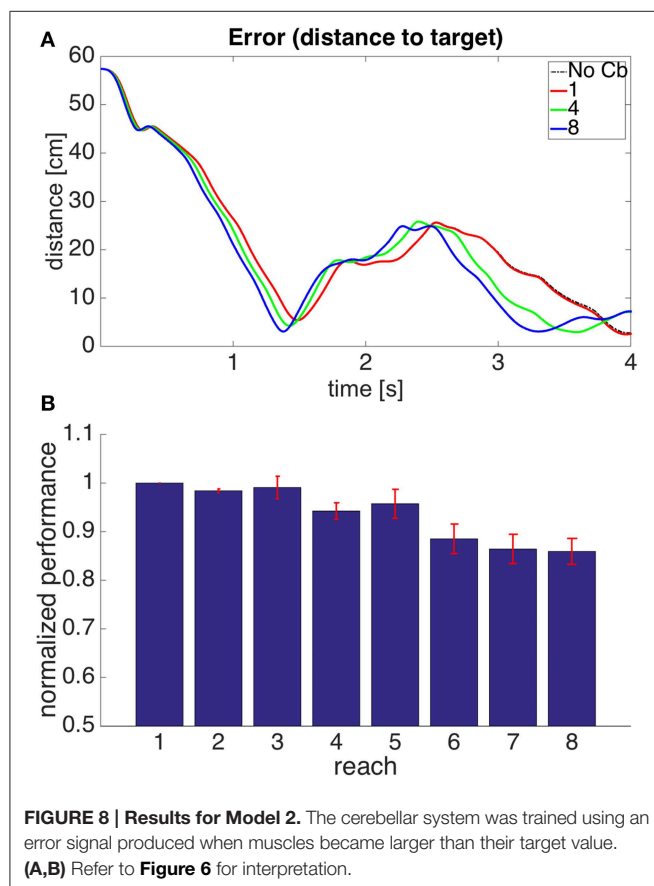 A
Error (distance to target)
No Cb
1
4
8
60
50
40
30
20
10
0
distance [cm]
1
2
3
4
time [s]
B
1.1
1
0.9
0.8
0.7
0.6
0.5
normalized performance
1 2 3 4 5 6 7 8
reach
FIGURE 8 | Results for Model 2. The cerebellar system was trained using an
error signal produced when muscles became larger than their target value.
(A,B) Refer to Figure 6 for interpretation.